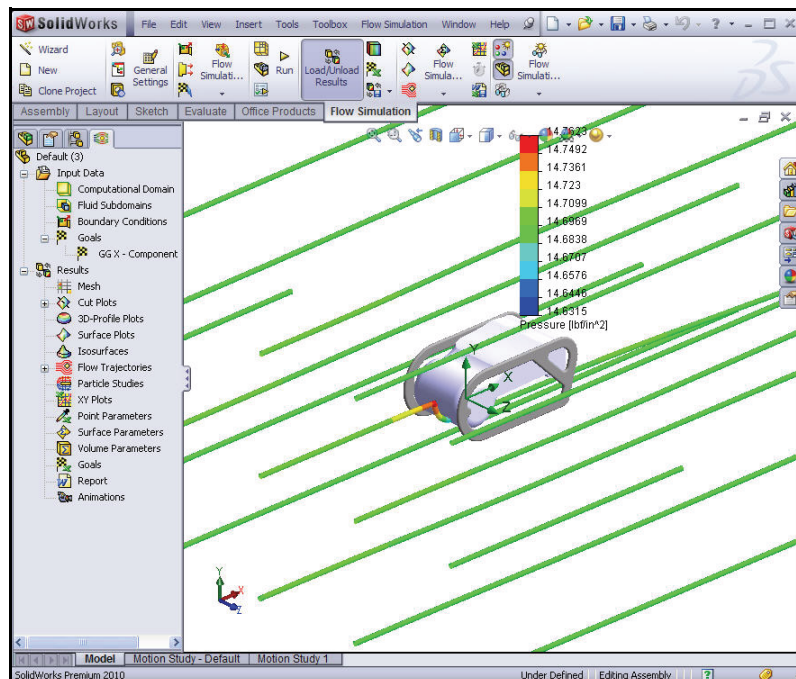 SolidWorks File Edit View Insert Tools Toolbox Flow Simulation Window Help
Wizard
New
Clone Project
General Settings
Flow Simulati...
Run
Load/Unload Results
Flow Simula...
Flow Simulati...
Assembly Layout Sketch Evaluate Office Products Flow Simulation
Default (3)
Input Data
Computational Domain
Fluid Subdomains
Boundary Conditions
Goals
GG X - Component
Results
Mesh
Cut Plots
3D-Profile Plots
Surface Plots
Isosurfaces
Flow Trajectories
Particle Studies
XY Plots
Point Parameters
Surface Parameters
Volume Parameters
Goals
Report
Animations
14.7623
14.7492
14.7361
14.723
14.7099
14.6969
14.6838
14.6707
14.6576
14.6446
14.6315
Pressure [lbf/in^2]
Y
X
Z
Y
X
Z
Model Motion Study - Default Motion Study 1
SolidWorks Premium 2010 Under Defined Editing Assembly